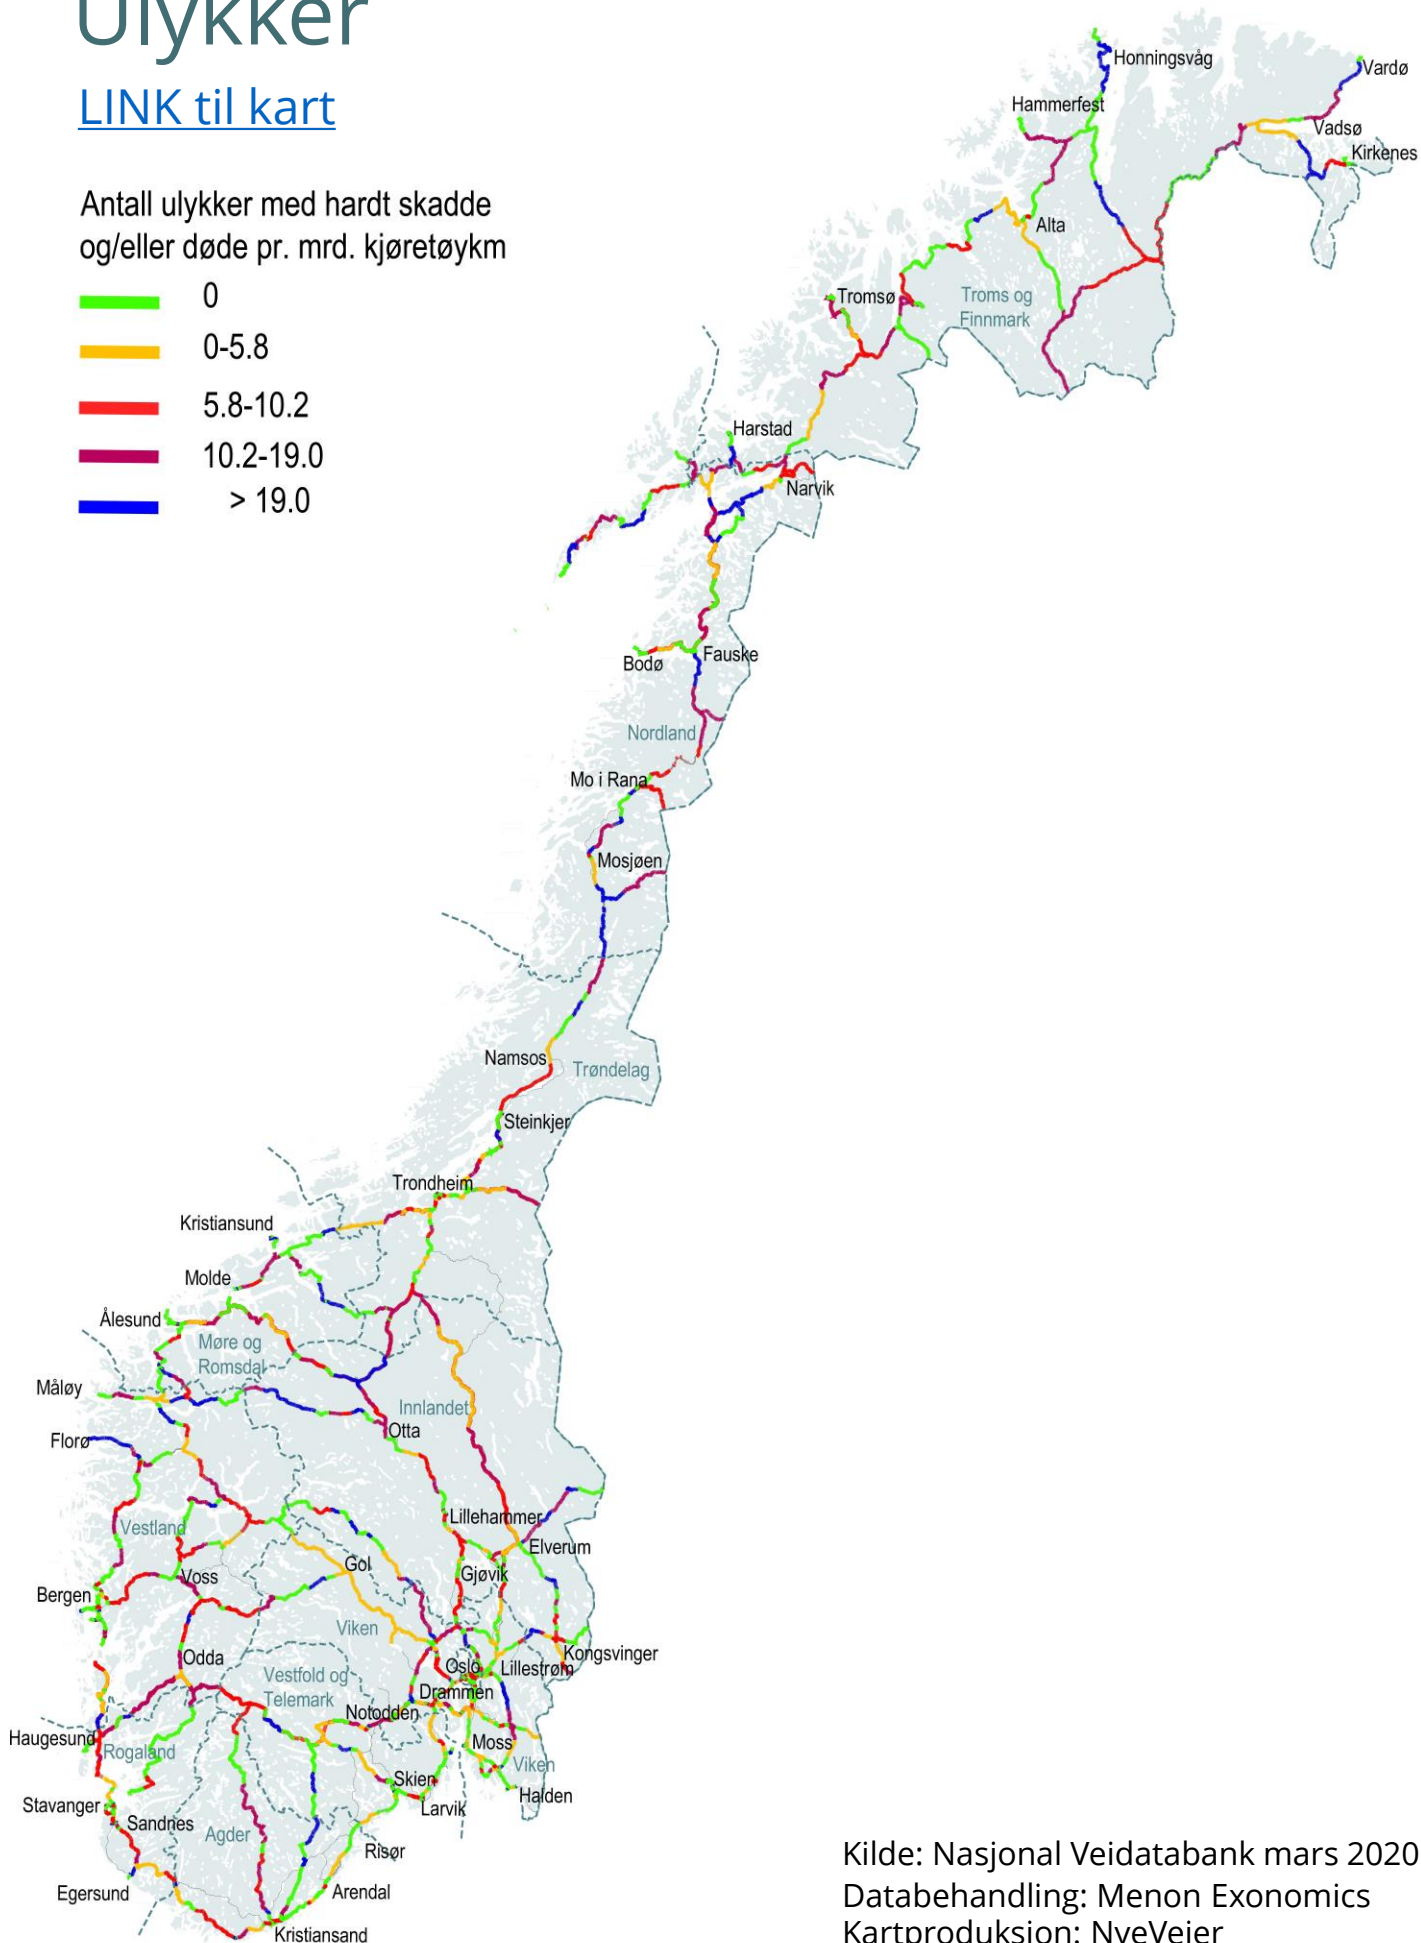 Ulykker
LINK til kart
Antall ulykker med hardt skadde
og/eller døde pr. mrd. kjøretøykm
0
0-5.8
5.8-10.2
10.2-19.0
> 19.0
Honningsvåg
Vardø
Hammerfest
Vadsø
Kirkenes
Alta
Tromsø
Troms og
Finnmark
Harstad
Narvik
Bodø
Fauske
Nordland
Mo i Rana
Mosjøen
Namsos
Trøndelag
Steinkjer
Trondheim
Kristiansund
Molde
Ålesund
Møre og
Romsdal
Måløy
Innlandet
Otta
Florø
Lillehammer
Vestland
Elverum
Gol
Gjøvik
Voss
Bergen
Viken
Kongsvinger
Odda
Oslo
Lillestrøm
Vestfold og
Telemark
Drammen
Notodden
Haugesund
Rogaland
Moss
Viken
Skien
Halden
Stavanger
Larvik
Sandnes
Agder
Risør
Egersund
Arendal
Kristiansand
Kilde: Nasjonal Veidatabank mars 2020
Databehandling: Menon Exonomics
Kartproduksjon: NyeVeier